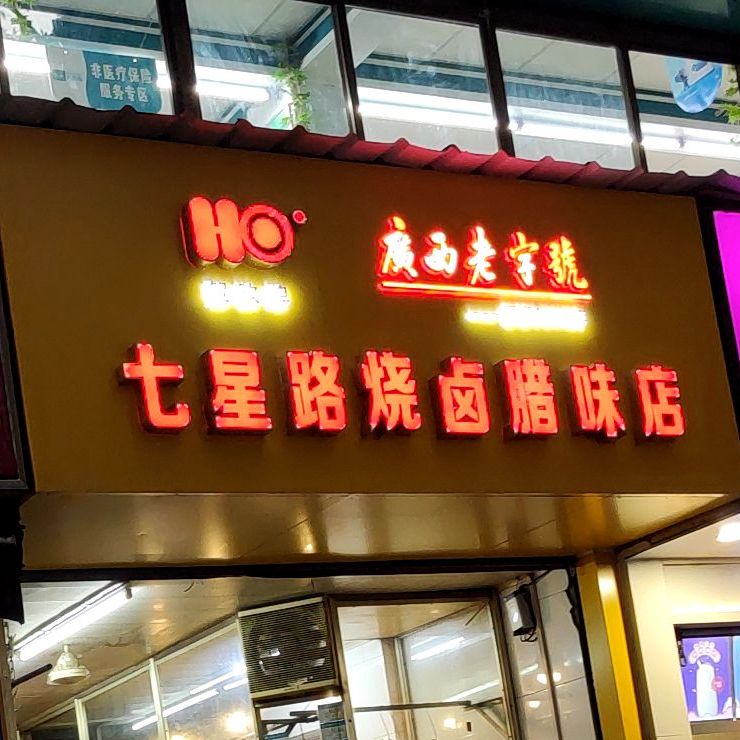 非医疗保险
服务专区
HO
廣西老字號
七星路烧卤腊味店